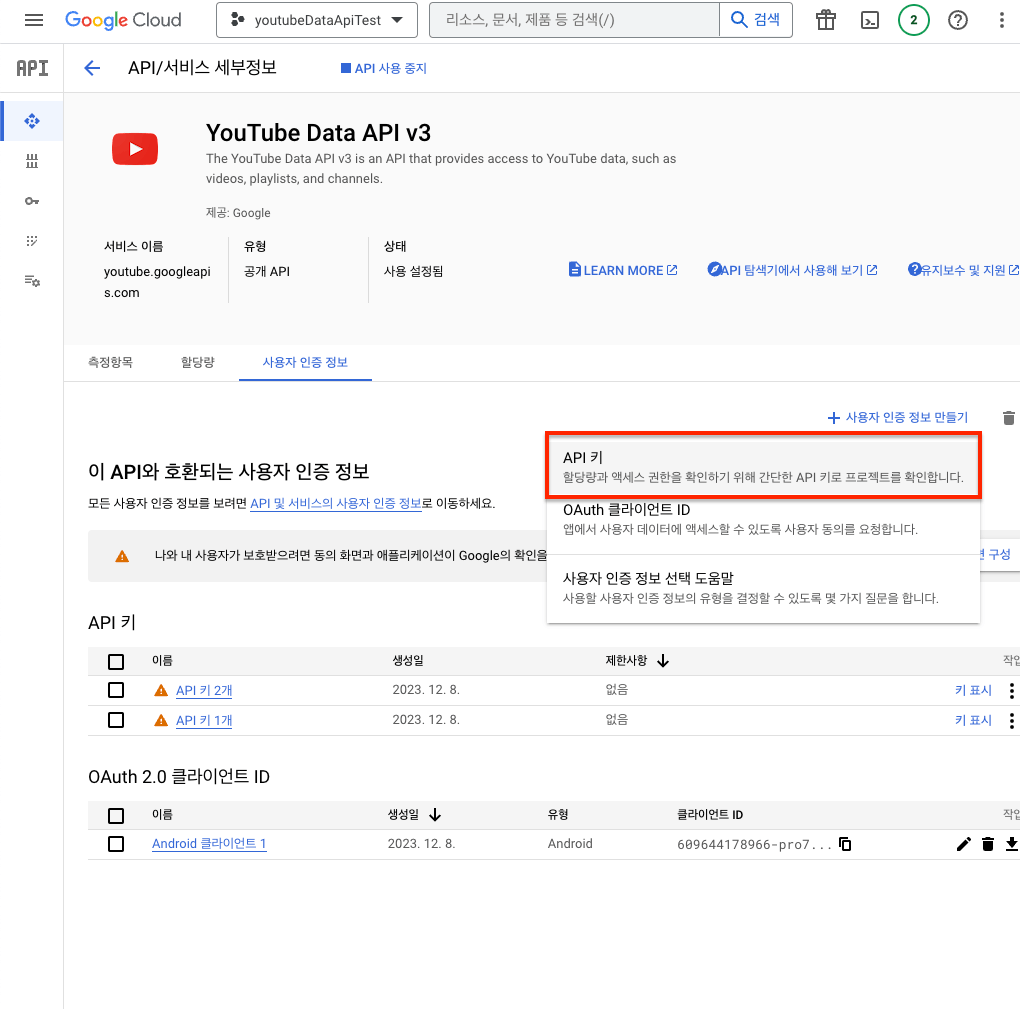 Google Cloud
youtubeDataApiTest
리소스, 문서, 제품 등 검색(/)
검색
2
API
API/서비스 세부정보
API 사용 중지
YouTube Data API v3
The YouTube Data API v3 is an API that provides access to YouTube data, such as
videos, playlists, and channels.
제공: Google
서비스 이름
유형
상태
youtube.googleapi
s.com
공개 API
사용 설정됨
LEARN MORE
API 탐색기에서 사용해 보기
유지보수 및 지원
측정항목
할당량
사용자 인증 정보
사용자 인증 정보 만들기
API 키
할당량과 액세스 권한을 확인하기 위해 간단한 API 키로 프로젝트를 확인합니다.
OAuth 클라이언트 ID
앱에서 사용자 데이터에 액세스할 수 있도록 사용자 동의를 요청합니다.
사용자 인증 정보 선택 도움말
사용할 사용자 인증 정보의 유형을 결정할 수 있도록 몇 가지 질문을 합니다.
이 API와 호환되는 사용자 인증 정보
모든 사용자 인증 정보를 보려면 API 및 서비스의 사용자 인증 정보로 이동하세요.
나와 내 사용자가 보호받으려면 동의 화면과 애플리케이션이 Google의 확인을
구성
API 키
이름 생성일 제한사항
API 키 2개 2023. 12. 8. 없음 키 표시
API 키 1개 2023. 12. 8. 없음 키 표시
OAuth 2.0 클라이언트 ID
이름 생성일 유형 클라이언트 ID
Android 클라이언트 1 2023. 12. 8. Android 609644178966-pro7...